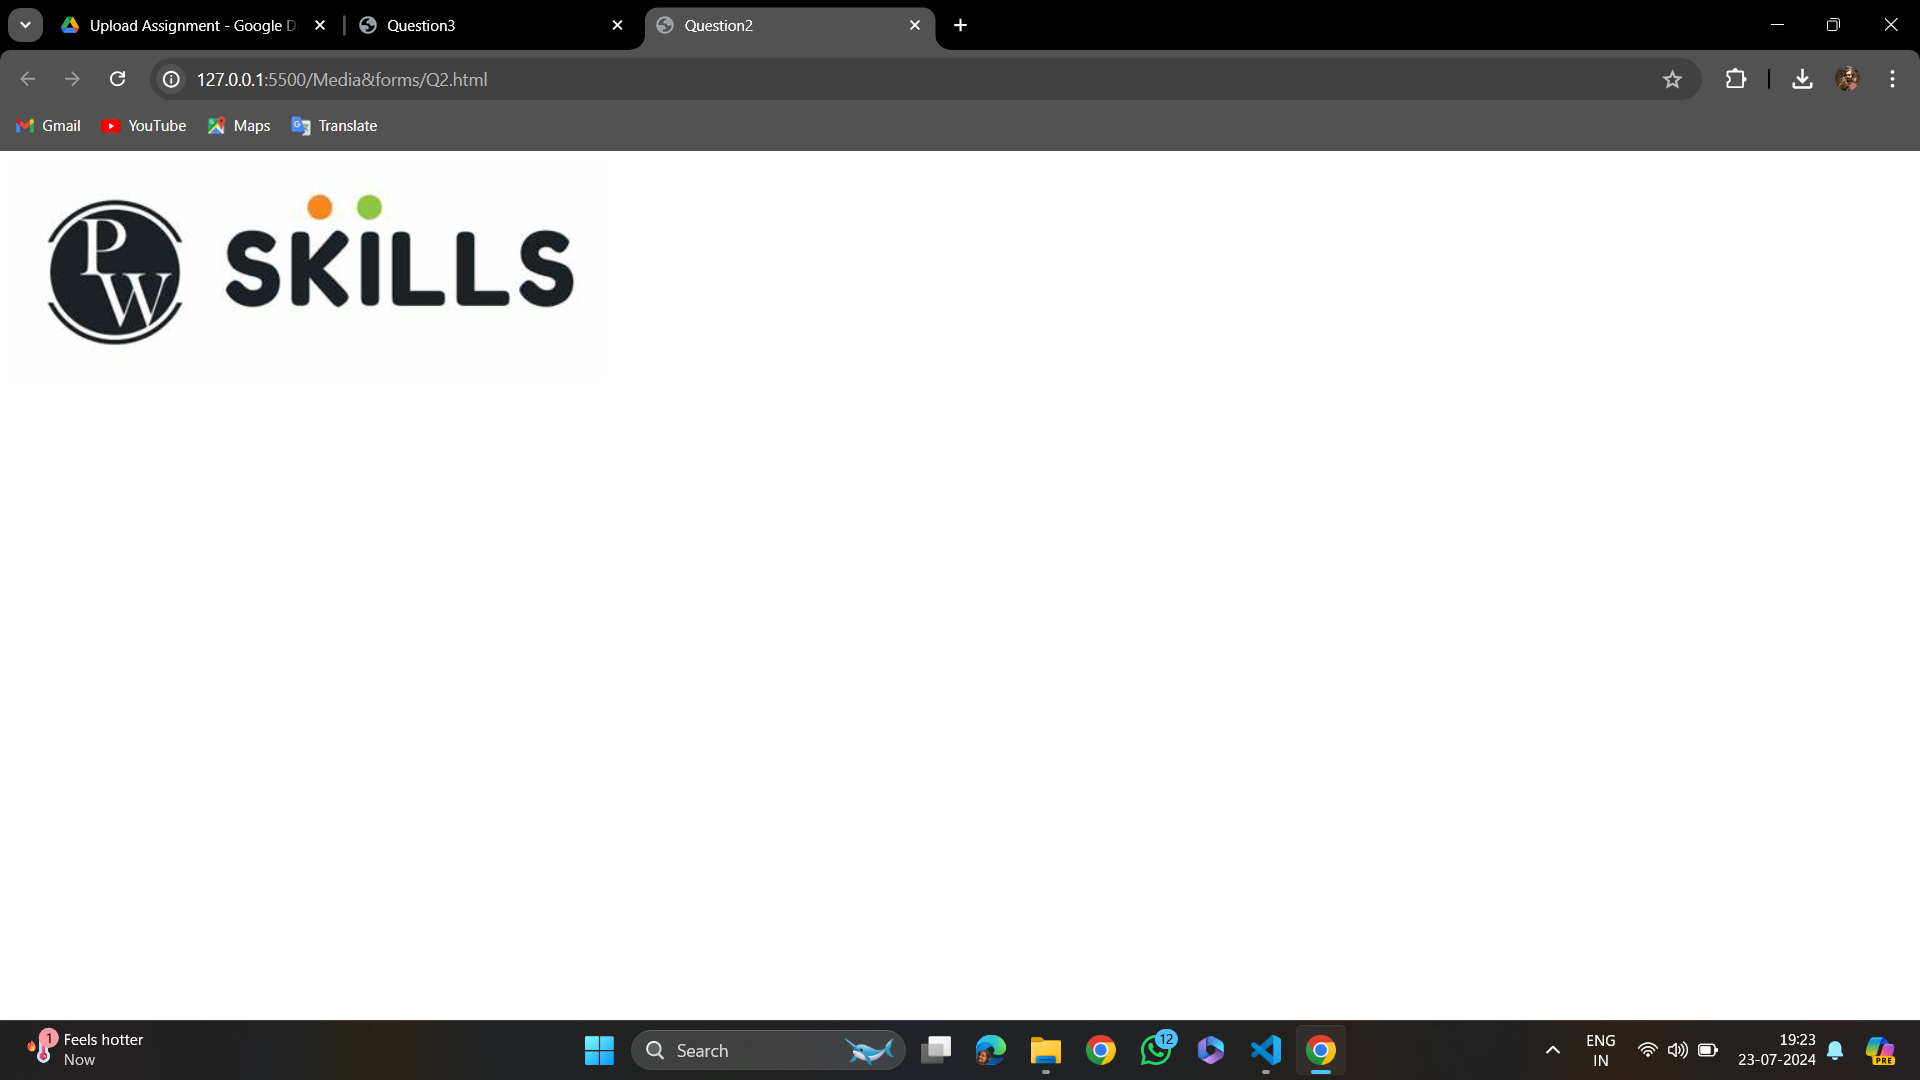 Upload Assignment - Google D
Question3
Question2
127.0.0.1:5500/Media&forms/Q2.html
Gmail
YouTube
Maps
Translate
PW SKILLS
1
Feels hotter
Now
Search
12
ENG
IN
19:23
23-07-2024
PRE